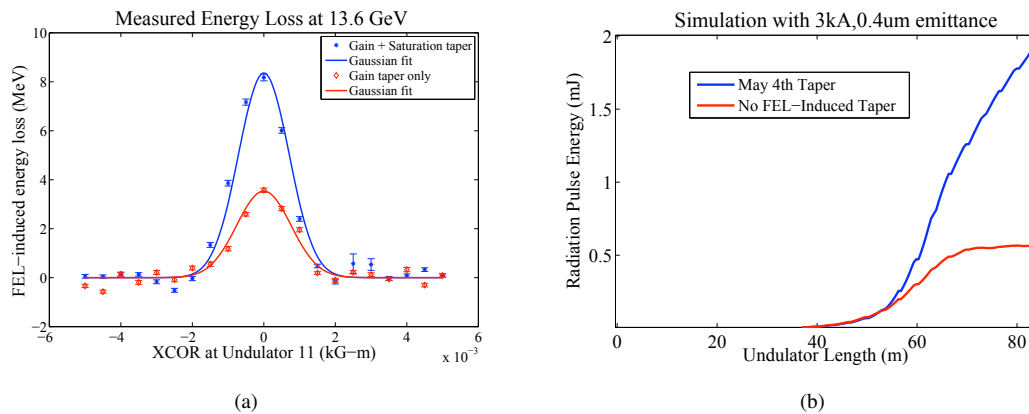 Measured Energy Loss at 13.6 GeV
10
8
6
4
2
0
−2
−6
−4
−2
0
2
4
6
x 10⁻³
FEL−induced energy loss (MeV)
XCOR at Undulator 11 (kG−m)
Gain + Saturation taper
Gaussian fit
Gain taper only
Gaussian fit
(a)
Simulation with 3kA,0.4um emittance
2
1.5
1
0.5
0
20
40
60
80
Radiation Pulse Energy (mJ)
Undulator Length (m)
May 4th Taper
No FEL−Induced Taper
(b)